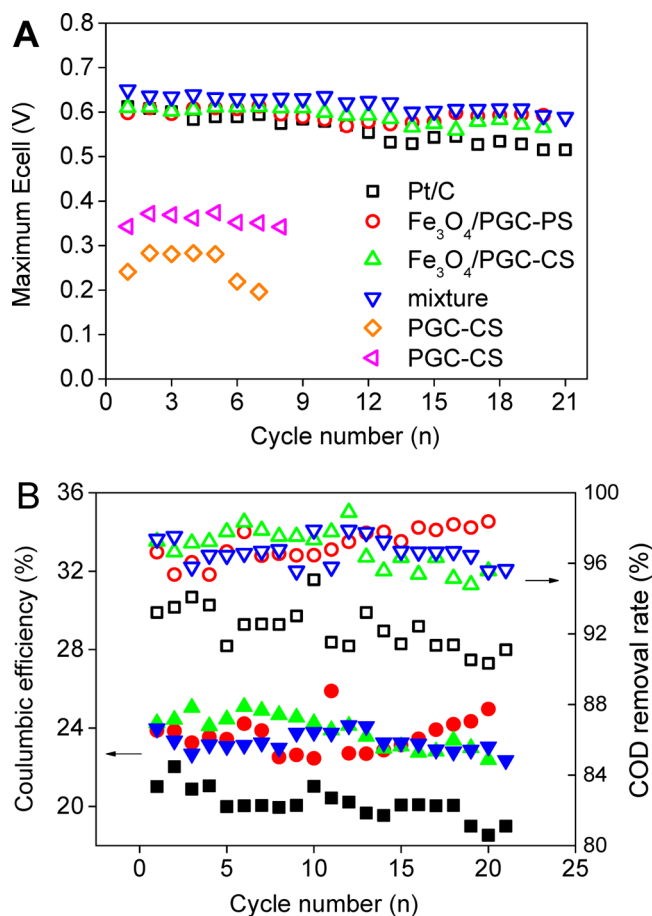 A
Maximum Ecell (V)
0.8
0.7
0.6
0.5
0.4
0.3
0.2
0.1
0.0
Pt/C
Fe₃O₄/PGC-PS
Fe₃O₄/PGC-CS
mixture
PGC-CS
PGC-CS
0 3 6 9 12 15 18 21
Cycle number (n)
B
Coulumbic efficiency (%)
36
32
28
24
20
100
96
92
88
84
80
COD removal rate (%)
0 5 10 15 20 25
Cycle number (n)